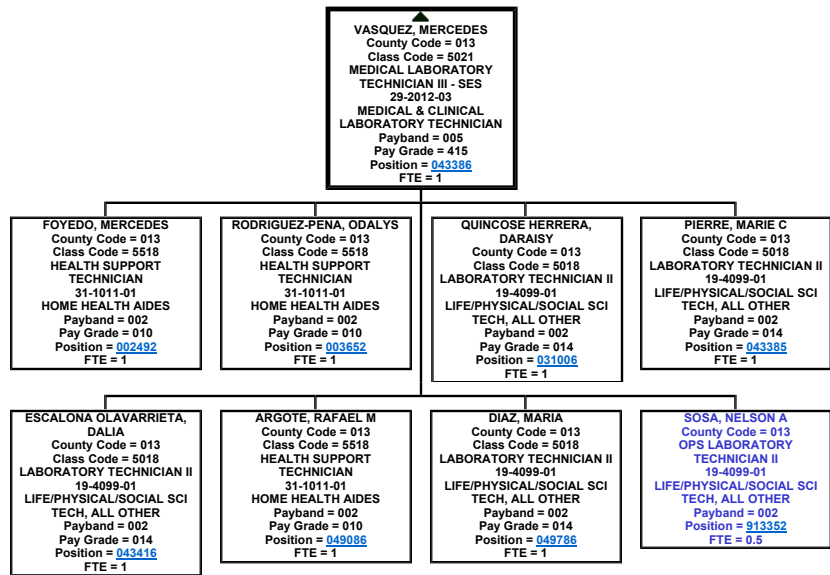 VASQUEZ, MERCEDES
County Code = 013
Class Code = 5021
MEDICAL LABORATORY
TECHNICIAN III - SES
29-2012-03
MEDICAL & CLINICAL
LABORATORY TECHNICIAN
Payband = 005
Pay Grade = 415
Position = 043386
FTE = 1
FOYEDO, MERCEDES
County Code = 013
Class Code = 5518
HEALTH SUPPORT
TECHNICIAN
31-1011-01
HOME HEALTH AIDES
Payband = 002
Pay Grade = 010
Position = 002492
FTE = 1
RODRIGUEZ-PENA, ODALYS
County Code = 013
Class Code = 5518
HEALTH SUPPORT
TECHNICIAN
31-1011-01
HOME HEALTH AIDES
Payband = 002
Pay Grade = 010
Position = 003652
FTE = 1
QUINCOSE HERRERA,
DARAISY
County Code = 013
Class Code = 5018
LABORATORY TECHNICIAN II
19-4099-01
LIFE/PHYSICAL/SOCIAL SCI
TECH, ALL OTHER
Payband = 002
Pay Grade = 014
Position = 031006
FTE = 1
PIERRE, MARIE C
County Code = 013
Class Code = 5018
LABORATORY TECHNICIAN II
19-4099-01
LIFE/PHYSICAL/SOCIAL SCI
TECH, ALL OTHER
Payband = 002
Pay Grade = 014
Position = 043385
FTE = 1
ESCALONA OLAVARRIETA,
DALIA
County Code = 013
Class Code = 5018
LABORATORY TECHNICIAN II
19-4099-01
LIFE/PHYSICAL/SOCIAL SCI
TECH, ALL OTHER
Payband = 002
Pay Grade = 014
Position = 043416
FTE = 1
ARGOTE, RAFAEL M
County Code = 013
Class Code = 5518
HEALTH SUPPORT
TECHNICIAN
31-1011-01
HOME HEALTH AIDES
Payband = 002
Pay Grade = 010
Position = 049086
FTE = 1
DIAZ, MARIA
County Code = 013
Class Code = 5018
LABORATORY TECHNICIAN II
19-4099-01
LIFE/PHYSICAL/SOCIAL SCI
TECH, ALL OTHER
Payband = 002
Pay Grade = 014
Position = 049786
FTE = 1
SOSA, NELSON A
County Code = 013
OPS LABORATORY
TECHNICIAN II
19-4099-01
LIFE/PHYSICAL/SOCIAL SCI
TECH, ALL OTHER
Payband = 002
Position = 913352
FTE = 0.5